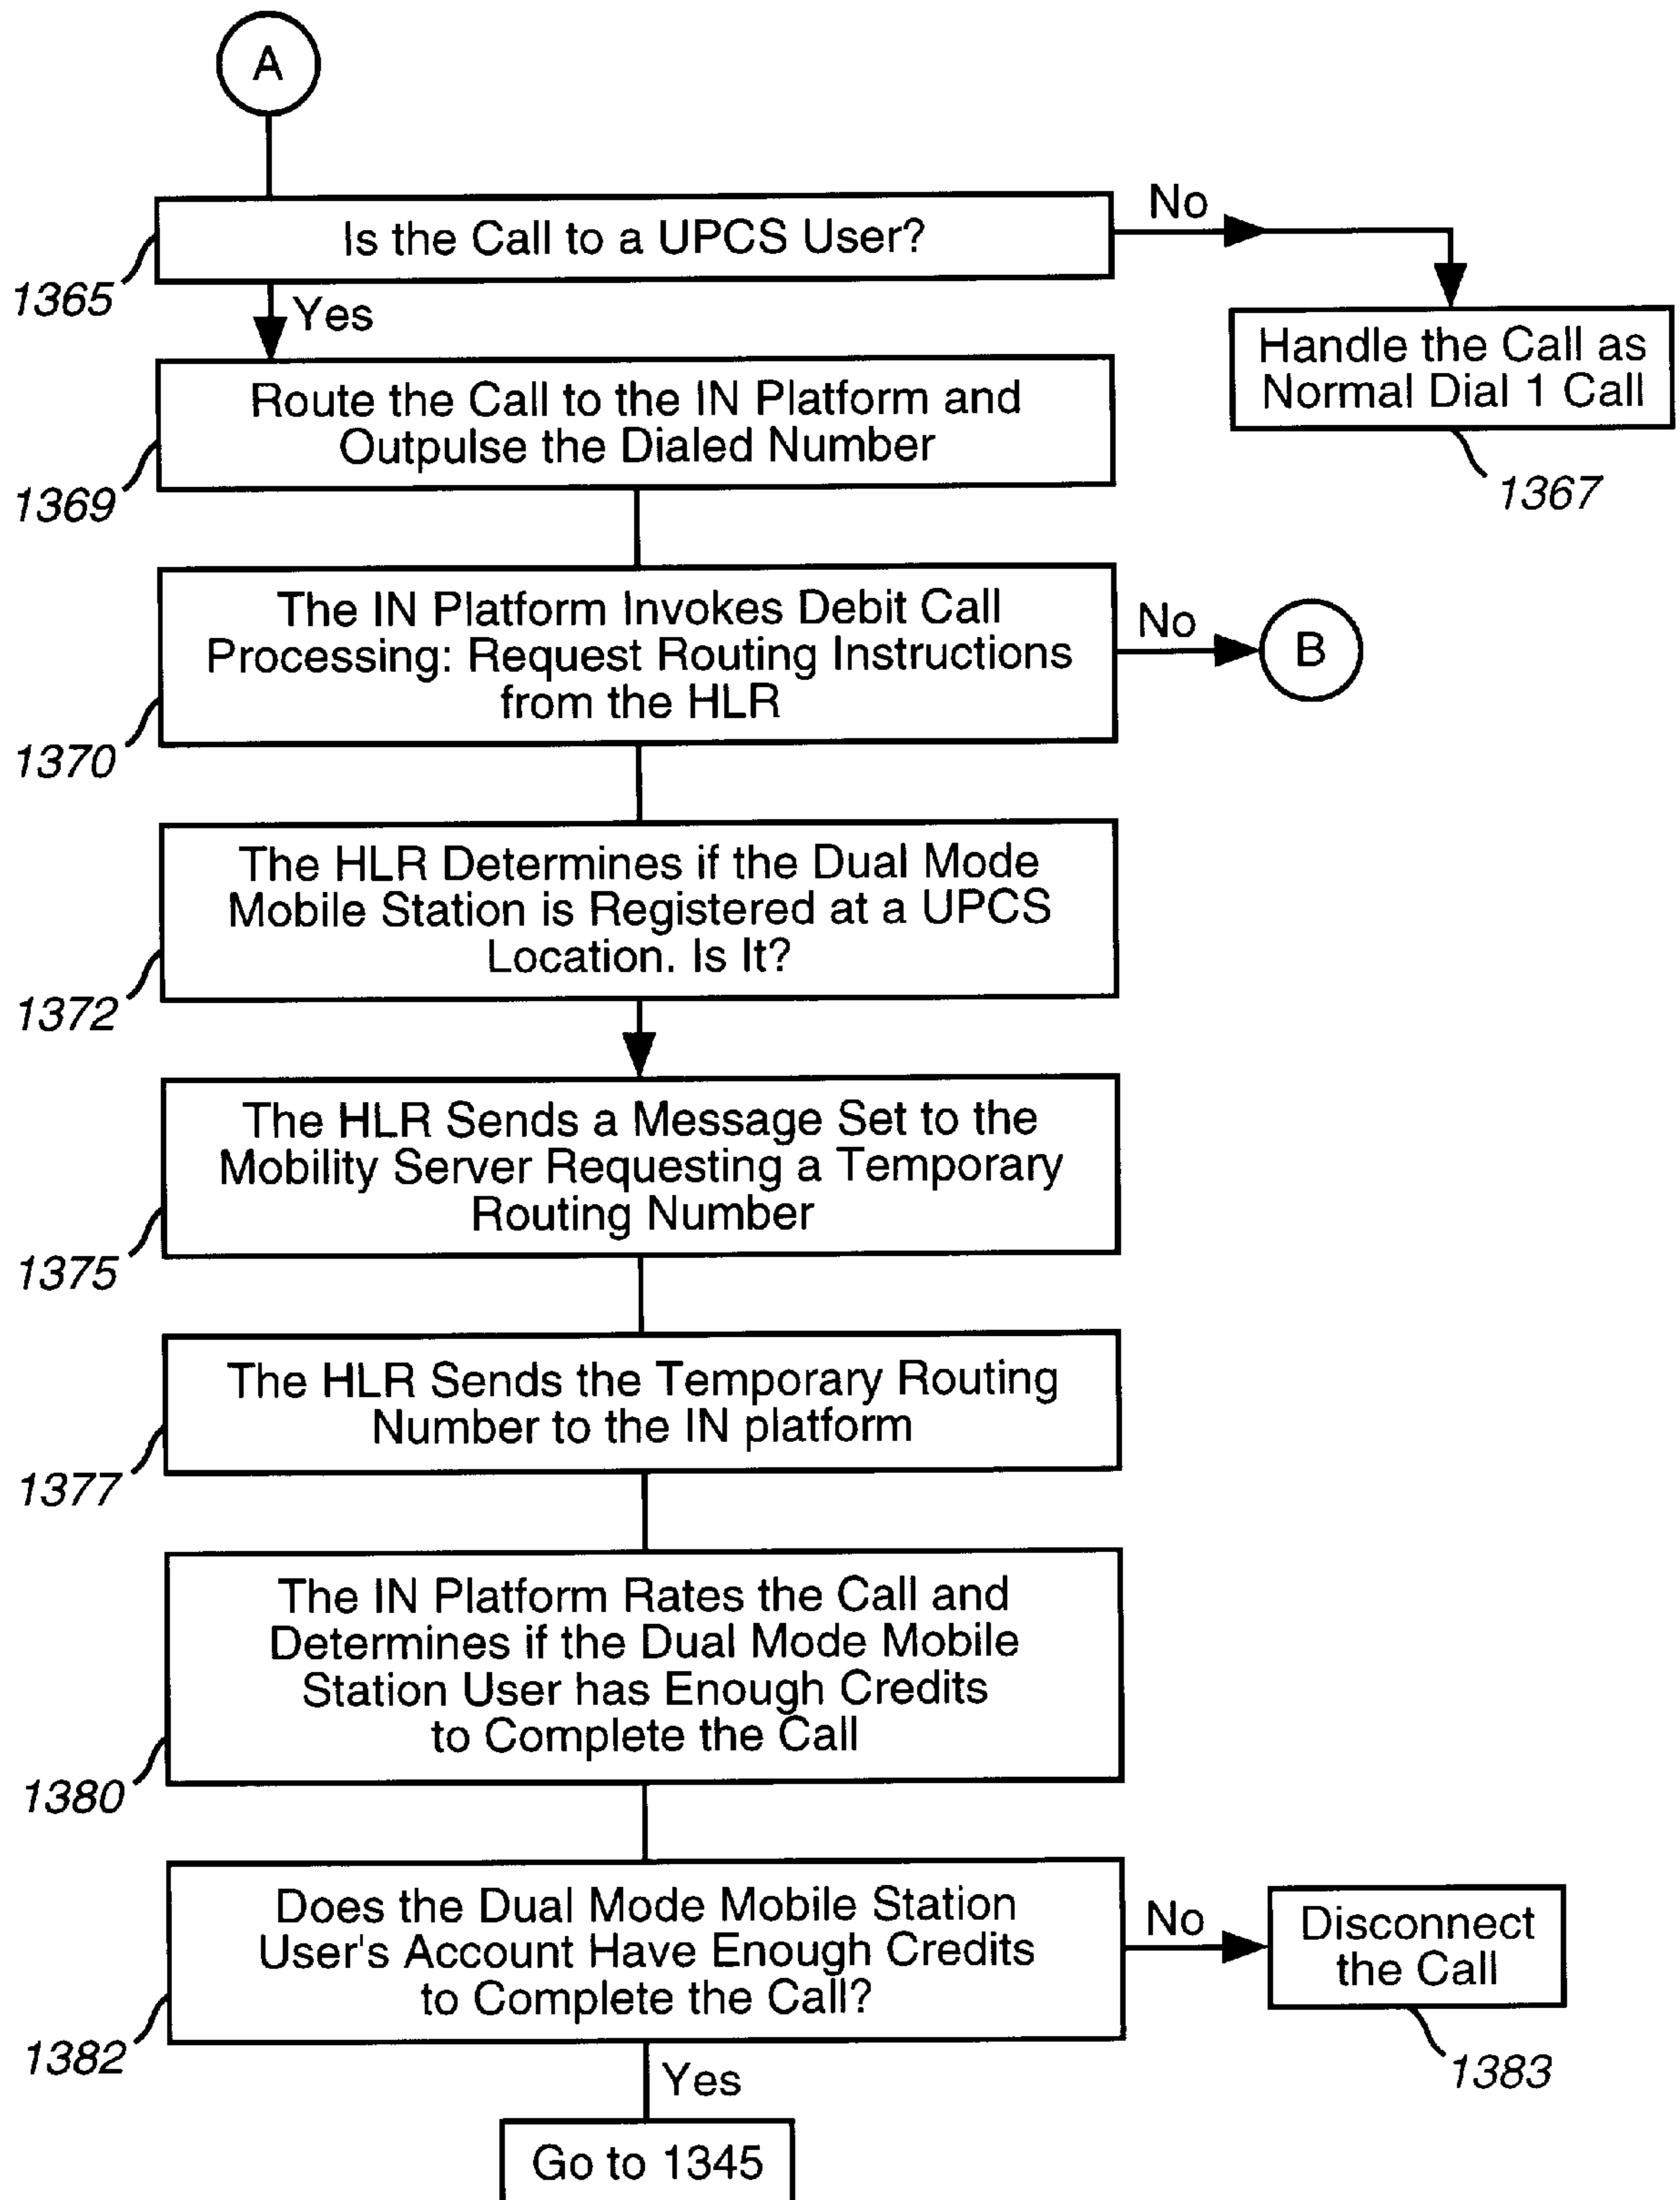 A
Is the Call to a UPCS User?
No
1365
Yes
Handle the Call as
Normal Dial 1 Call
1367
Route the Call to the IN Platform and
Outpulse the Dialed Number
1369
The IN Platform Invokes Debit Call
Processing: Request Routing Instructions
from the HLR
No
B
1370
The HLR Determines if the Dual Mode
Mobile Station is Registered at a UPCS
Location. Is It?
1372
The HLR Sends a Message Set to the
Mobility Server Requesting a Temporary
Routing Number
1375
The HLR Sends the Temporary Routing
Number to the IN platform
1377
The IN Platform Rates the Call and
Determines if the Dual Mode Mobile
Station User has Enough Credits
to Complete the Call
1380
Does the Dual Mode Mobile Station
User's Account Have Enough Credits
to Complete the Call?
No
Disconnect
the Call
1382
1383
Yes
Go to 1345